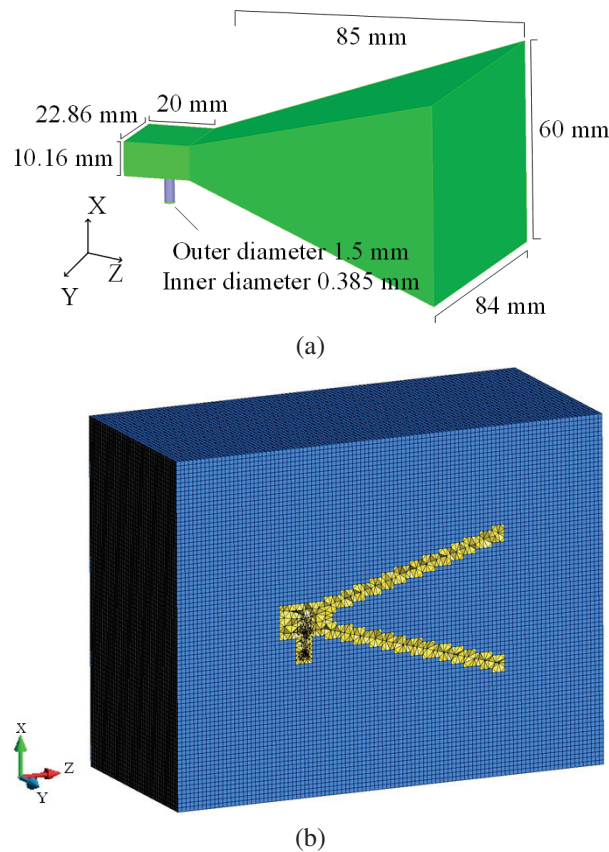 85 mm
20 mm
22.86 mm
10.16 mm
60 mm
X
Y
Z
Outer diameter 1.5 mm
Inner diameter 0.385 mm
84 mm
(a)
X
Z
Y
(b)